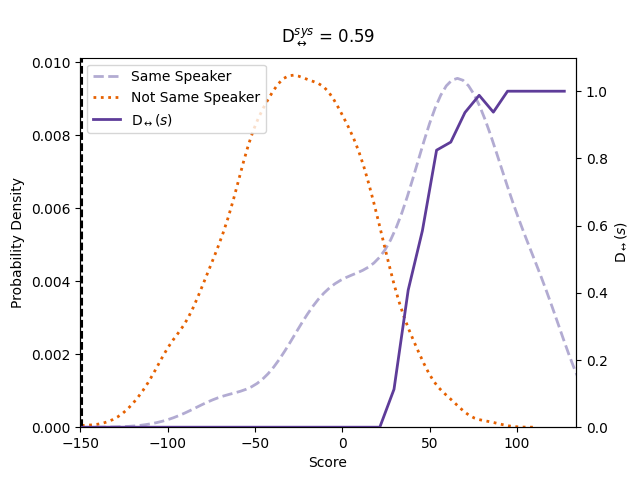 D↔^sys = 0.59
Same Speaker
Not Same Speaker
D↔(s)
Probability Density
0.010
0.008
0.006
0.004
0.002
0.000
1.0
0.8
0.6
0.4
0.2
0.0
D↔(s)
−150 −100 −50 0 50 100
Score